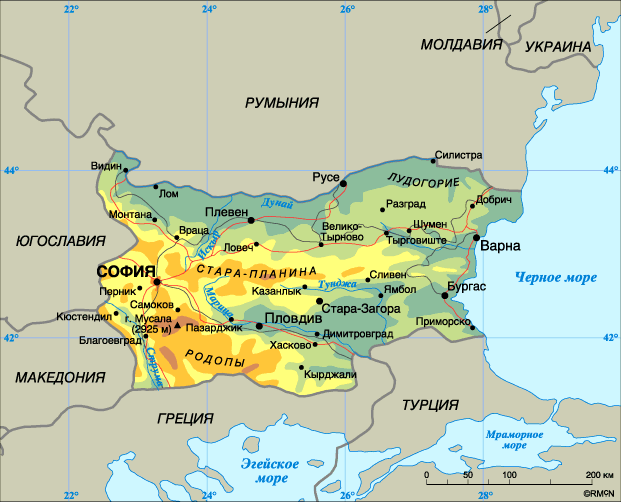 22°
24°
26°
28°
МОЛДАВИЯ
УКРАИНА
РУМЫНИЯ
44°
44°
Видин
Лом
Силистра
Русе
ЛУДОГОРИЕ
Дунай
Разград
Добрич
Монтана
Плевен
Искыр
Враца
Велико-
Тырново
Шумен
Тырговиште
Варна
ЮГОСЛАВИЯ
Ловеч
СОФИЯ
СТАРА-ПЛАНИНА
Черное море
Сливен
Тунджа
Перник
Казанлык
Ямбол
Бургас
Марица
Самоков
Стара-Загора
Кюстендил
г. Мусала
(2925 м)
Пазарджик
Пловдив
Приморско
42°
42°
Благоевград
Димитровград
Струма
РОДОПЫ
Хасково
Кырджали
МАКЕДОНИЯ
ГРЕЦИЯ
ТУРЦИЯ
Мраморное
море
Эгейское
море
0
50
100
200 км
22°
24°
26°
28°
©RMGN